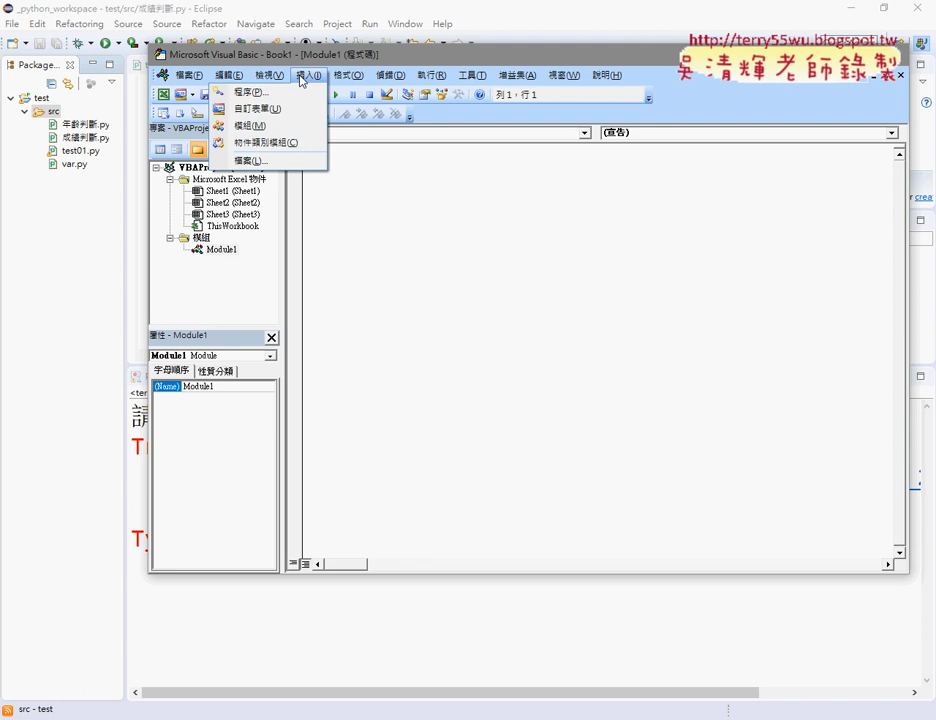 _python_workspace - test/src/成績判斷.py - Eclipse
File Edit Refactoring Source Source Refactor Navigate Search Project Run Window Help
http://terry55wu.blogspot.tw
吳清輝老師錄製
Package...
test
src
年齡判斷.py
成績判斷.py
test01.py
var.py
Microsoft Visual Basic - Book1 - [Module1 (程式碼)]
檔案(F) 編輯(E) 檢視(V) 插入(I) 格式(O) 偵錯(D) 執行(R) 工具(T) 增益集(A) 視窗(W) 說明(H)
列 1，行 1
程序(P)...
自訂表單(U)
模組(M)
物件類別模組(C)
檔案(L)...
專案 - VBAProje
(宣告)
VBAPro
Microsoft Excel 物件
Sheet1 (Sheet1)
Sheet2 (Sheet2)
Sheet3 (Sheet3)
ThisWorkbook
模組
Module1
屬性 - Module1
Module1 Module
字母順序 性質分類
(Name) Module1
crea
<ter
src - test